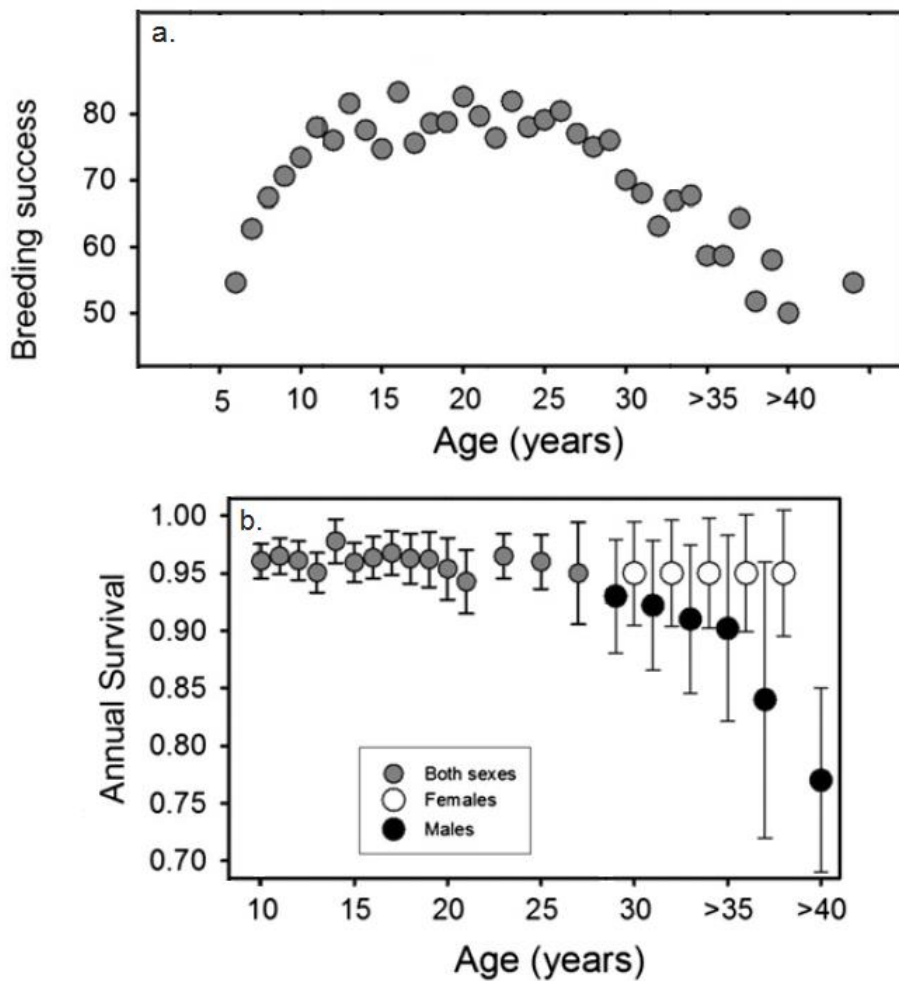 a.
Breeding success
80
70
60
50
5 10 15 20 25 30 >35 >40
Age (years)
b.
Annual Survival
1.00
0.95
0.90
0.85
0.80
0.75
0.70
Both sexes
Females
Males
10 15 20 25 30 >35 >40
Age (years)